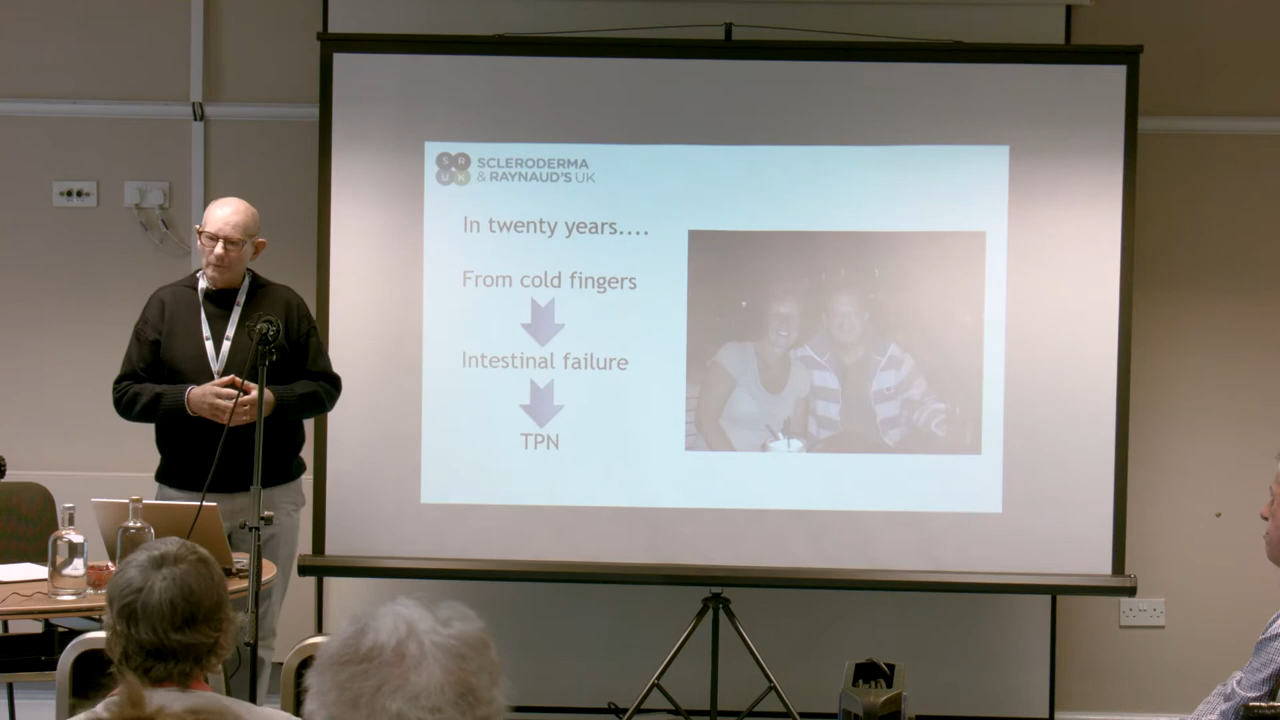 S R
U K
SCLERODERMA
& RAYNAUD'S UK
In twenty years....
From cold fingers
Intestinal failure
TPN